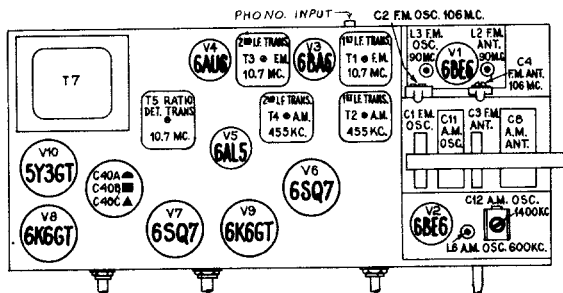 PHONO. INPUT
C2 F.M. OSC. 106 M.C.
T7
V4
6AU6
2ND I.F. TRANS.
T3 F.M.
10.7 MC.
V3
6BA6
1ST I.F. TRANS.
T1 F.M.
10.7 MC.
L3 F.M.
OSC.
90MC.
V1
6BE6
L2 F.M.
ANT.
90MC.
C4
F.M. ANT.
106 MC.
T5 RATIO
DET. TRANS.
10.7 MC.
2ND I.F. TRANS.
T4 A.M.
455KC.
1ST I.F. TRANS.
T2 A.M.
455 KC.
C1 F.M.
OSC.
C11
A.M.
OSC.
C3 F.M.
ANT.
C8
A.M.
ANT.
V5
6AL5
V10
5Y3GT
C40A
C40B
C40C
V6
6SQ7
V8
6K6GT
V7
6SQ7
V9
6K6GT
V2
6BE6
C12 A.M. OSC.
1400KC
L6 A.M. OSC. 600KC.